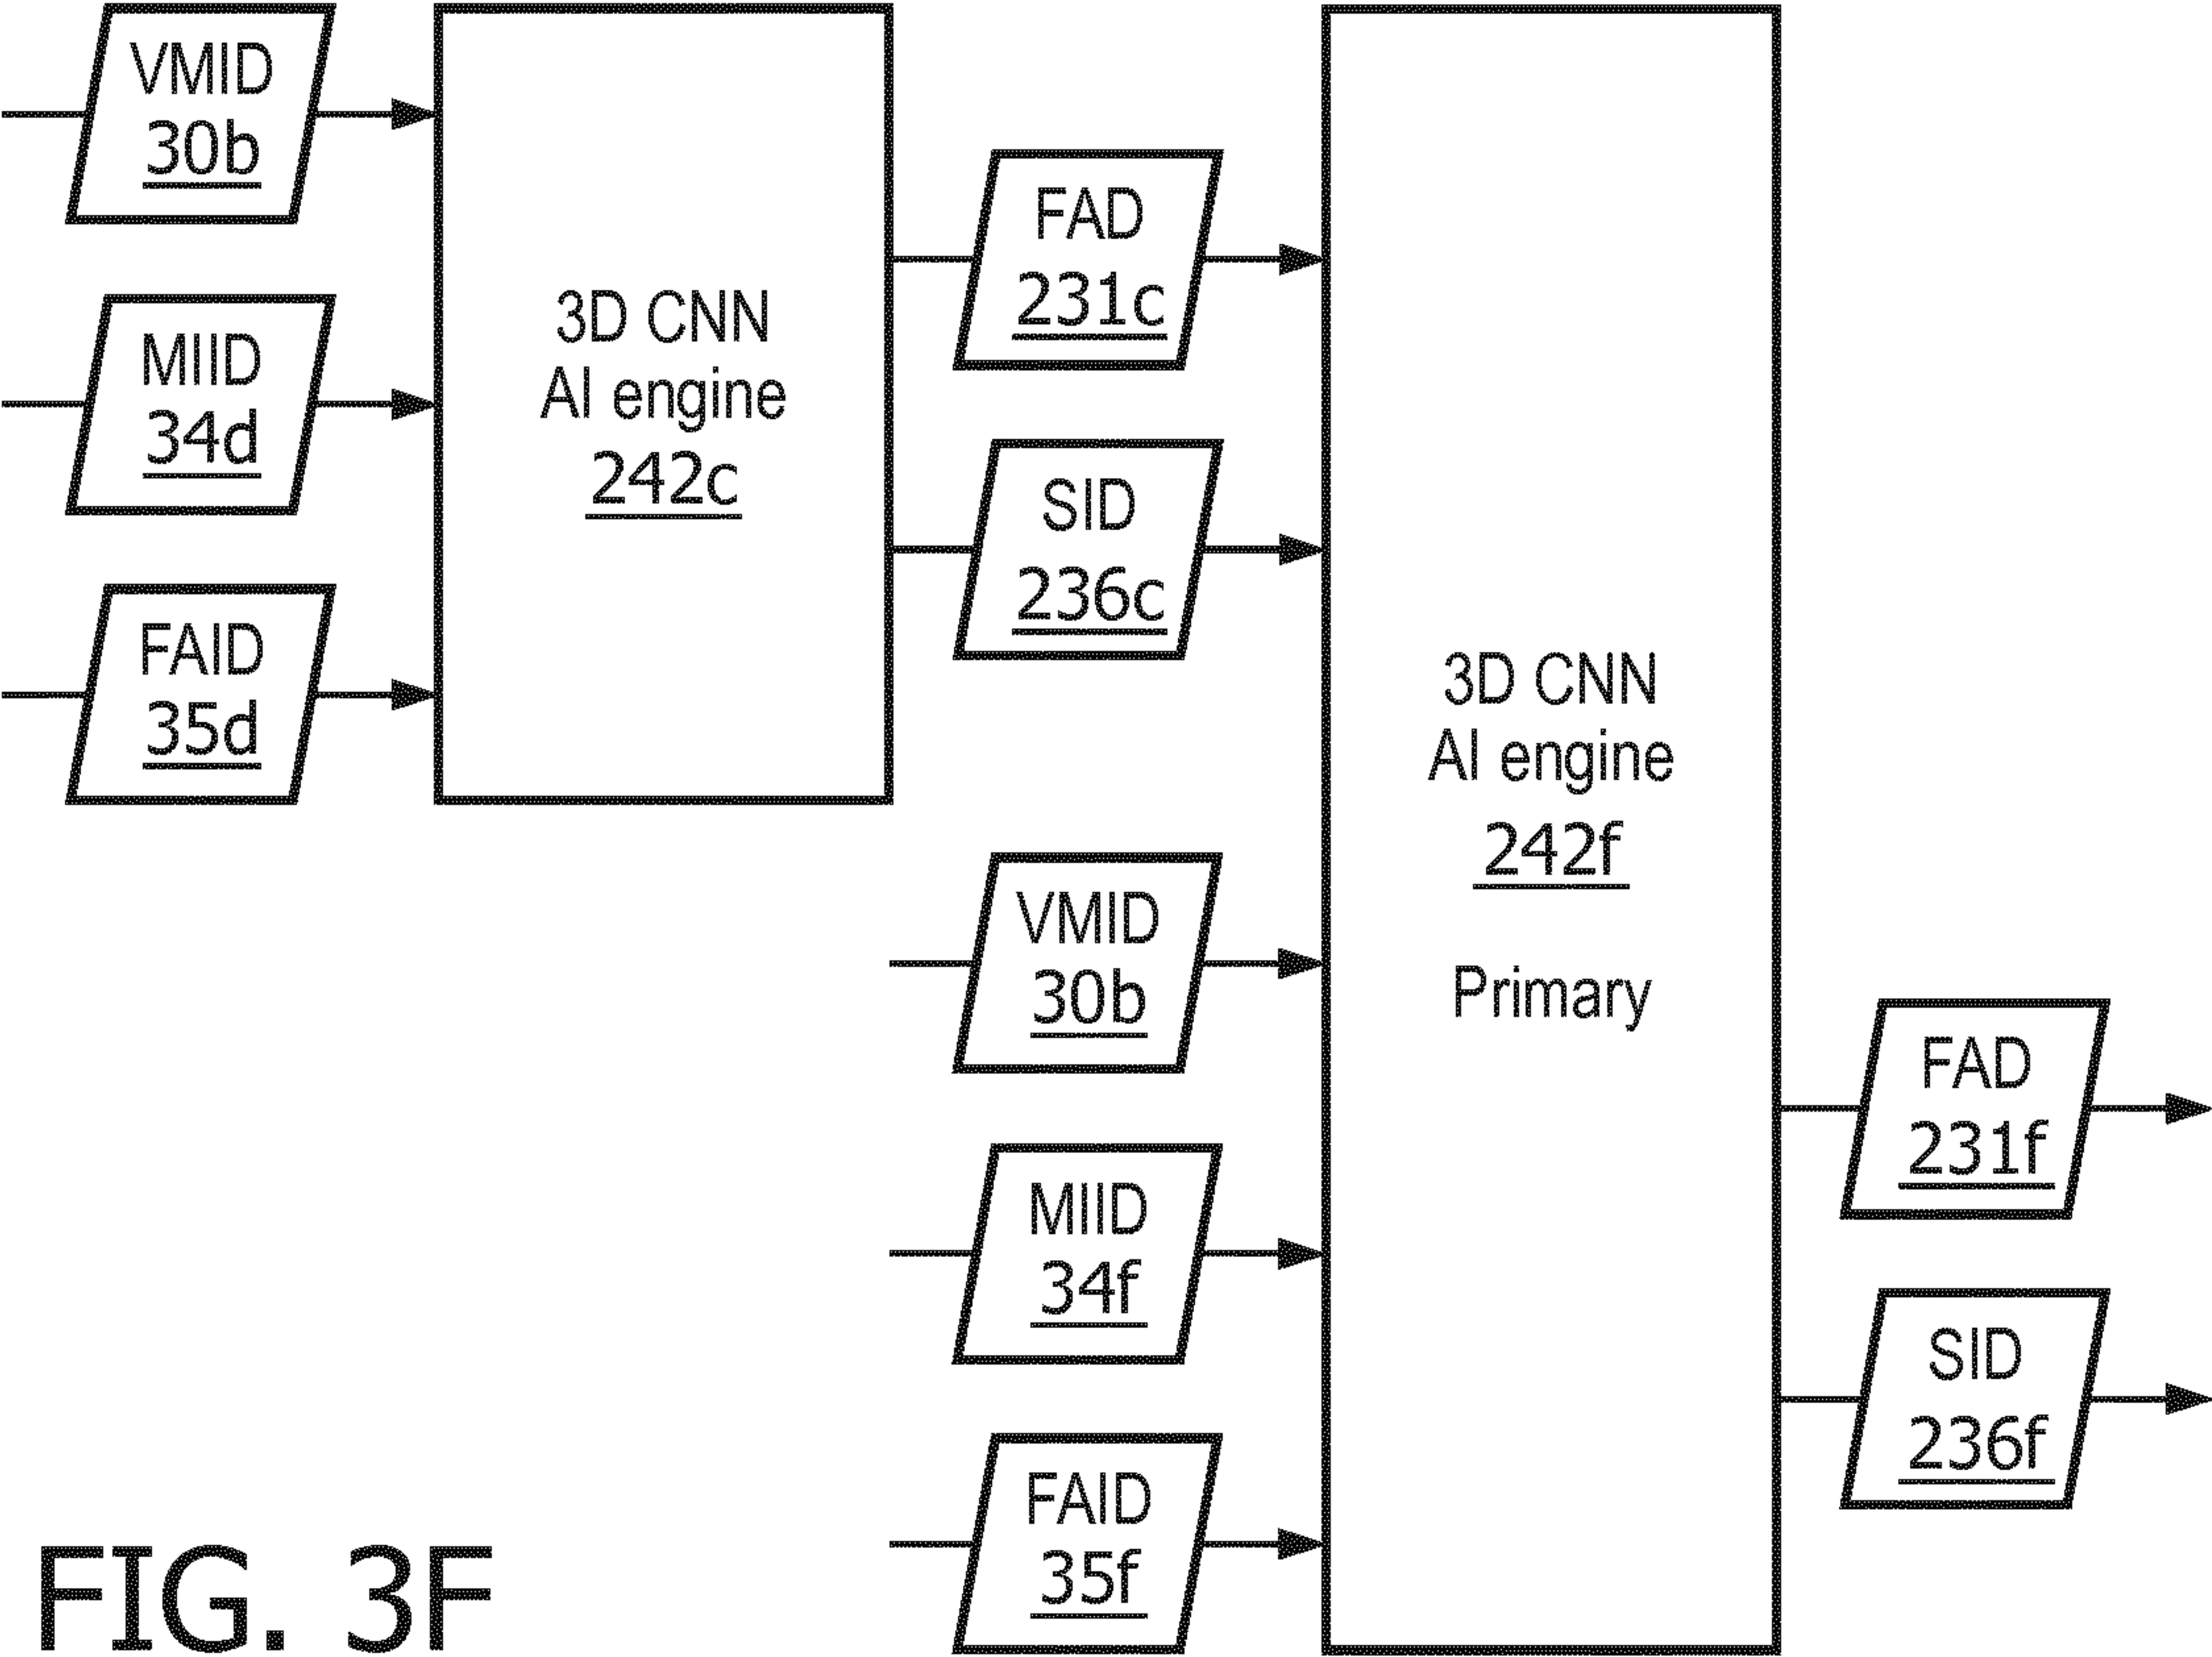 VMID
30b
MIID
34d
FAID
35d
3D CNN
AI engine
242c
FAD
231c
SID
236c
VMID
30b
MIID
34f
FAID
35f
3D CNN
AI engine
242f
Primary
FAD
231f
SID
236f
FIG. 3F